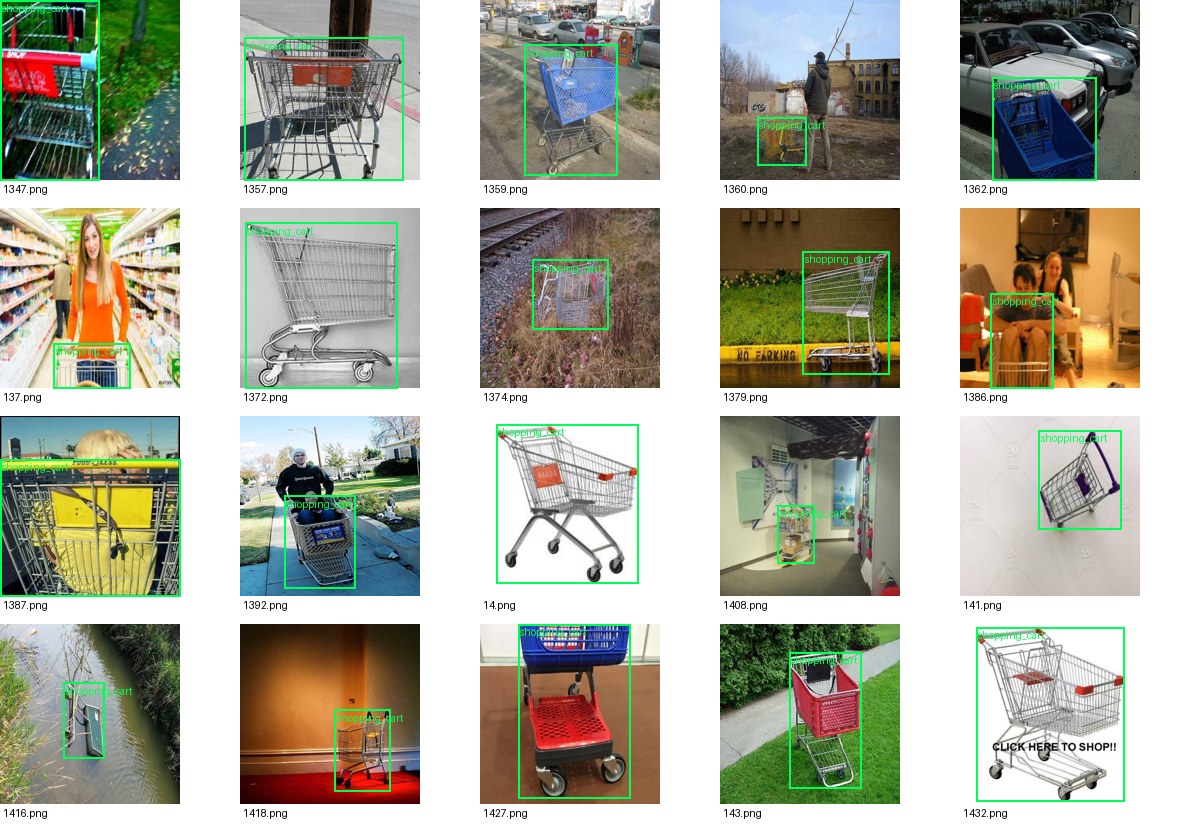 shopping_cart
shopping_cart
shopping_cart
shopping_cart
shopping_cart
1347.png
1357.png
1359.png
1360.png
1362.png
shopping_cart
shopping_cart
shopping_cart
shopping_cart
shopping_cart
NO PARKING
137.png
1372.png
1374.png
1379.png
1386.png
shopping_cart
shopping_cart
shopping_cart
shopping_cart
shopping_cart
1387.png
1392.png
14.png
1408.png
141.png
shopping_cart
shopping_cart
shopping_cart
shopping_cart
shopping_cart
CLICK HERE TO SHOP!!
1416.png
1418.png
1427.png
143.png
1432.png